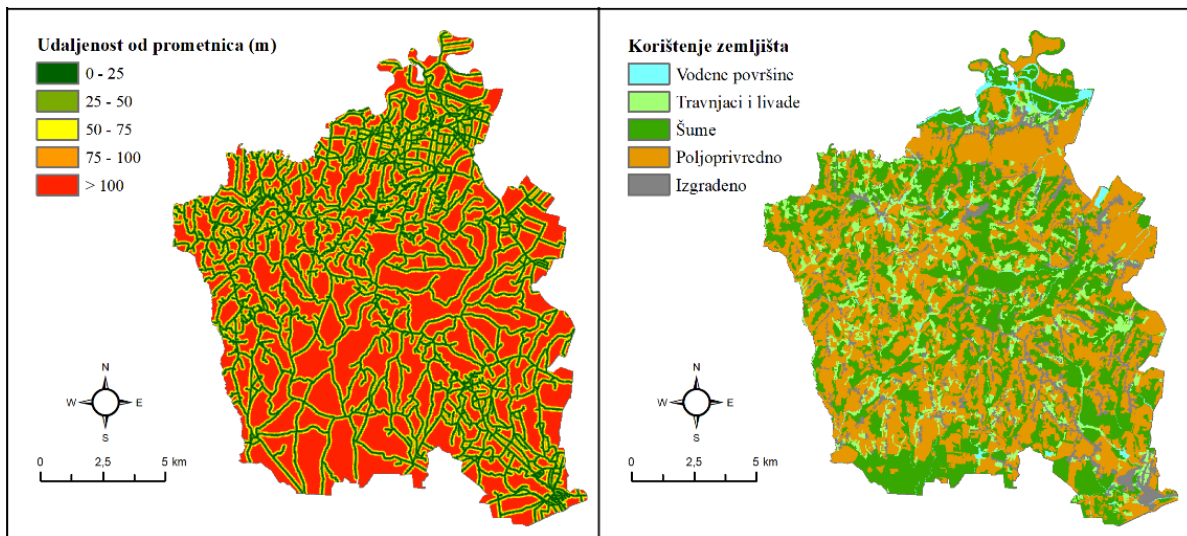 Udaljenost od prometnica (m)
0 - 25
25 - 50
50 - 75
75 - 100
> 100
N
W E
S
0 2,5 5 km
Korištenje zemljišta
Vodene površine
Travnjaci i livade
Šume
Poljoprivredno
Izgrađeno
N
W E
S
0 2,5 5 km